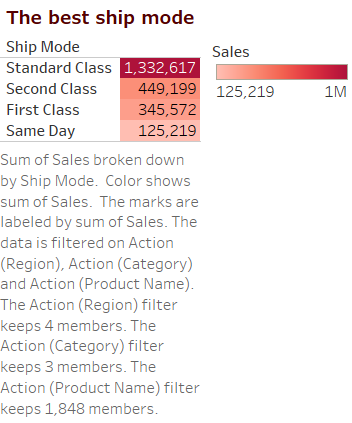 The best ship mode
Ship Mode
Standard Class 1,332,617
Second Class 449,199
First Class 345,572
Same Day 125,219
Sales
125,219 1M
Sum of Sales broken down
by Ship Mode. Color shows
sum of Sales. The marks are
labeled by sum of Sales. The
data is filtered on Action
(Region), Action (Category)
and Action (Product Name).
The Action (Region) filter
keeps 4 members. The
Action (Category) filter
keeps 3 members. The
Action (Product Name) filter
keeps 1,848 members.